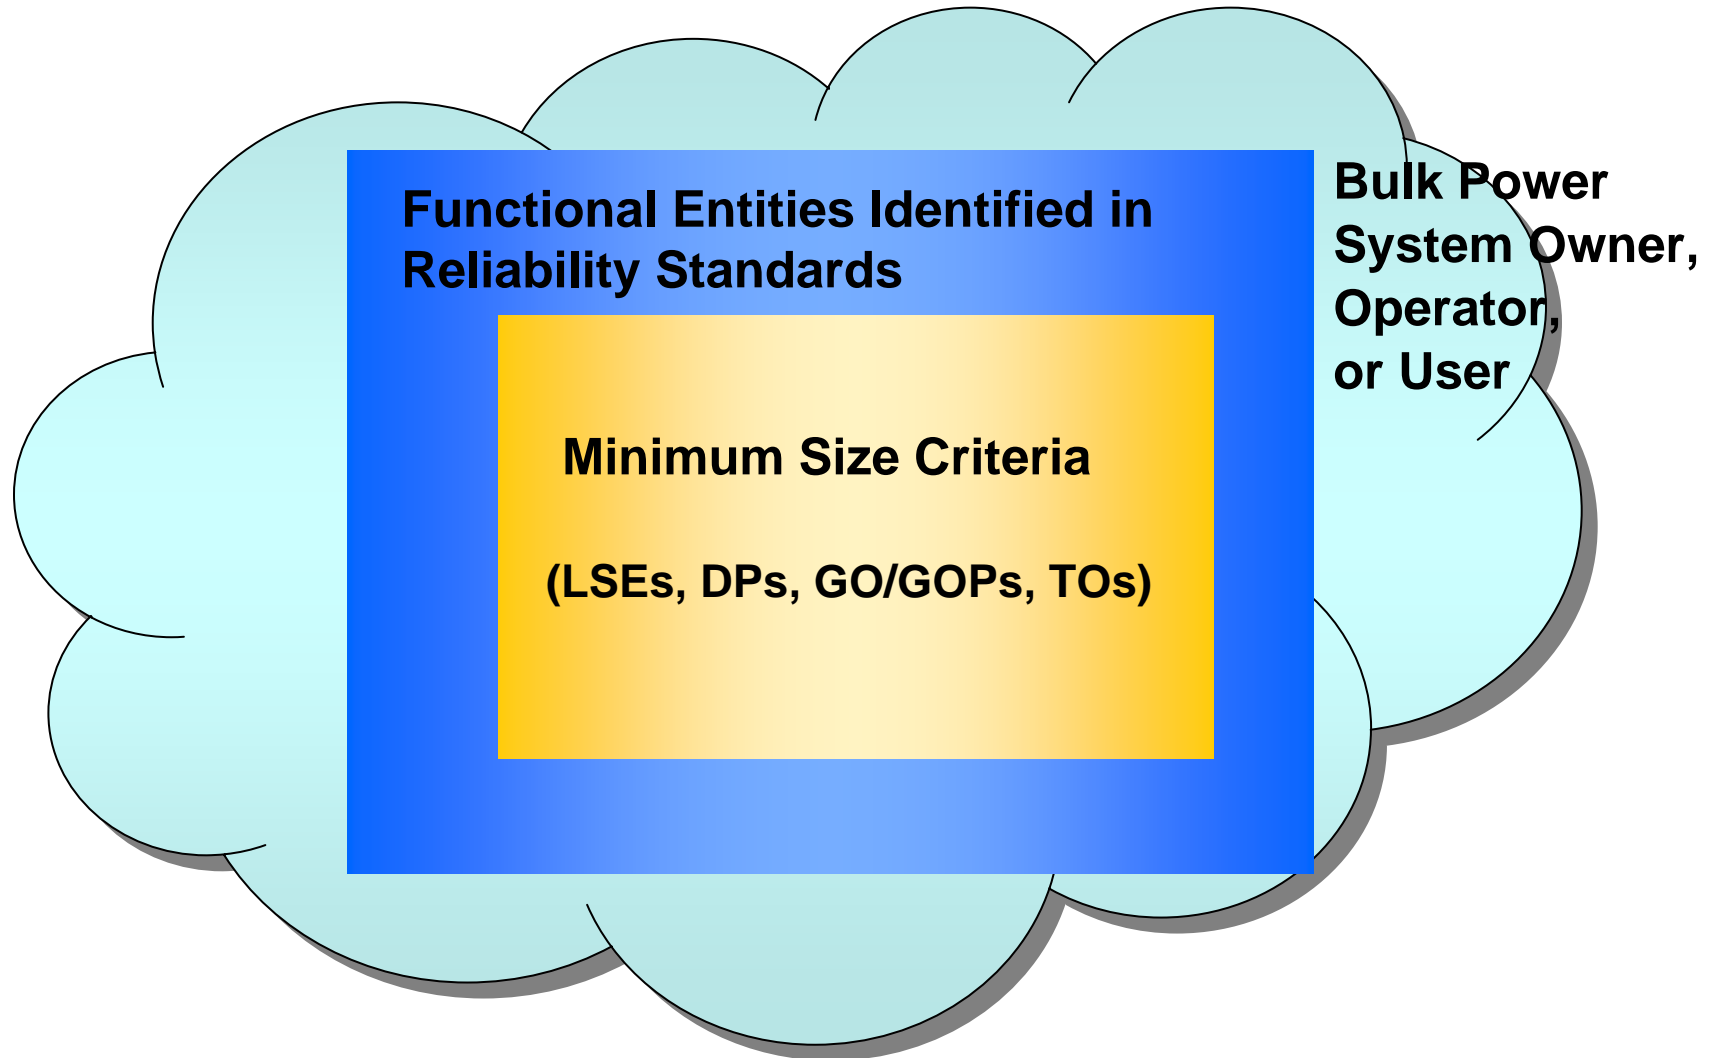 Functional Entities Identified in
Reliability Standards
Bulk Power
System Owner,
Operator,
or User
Minimum Size Criteria
(LSEs, DPs, GO/GOPs, TOs)